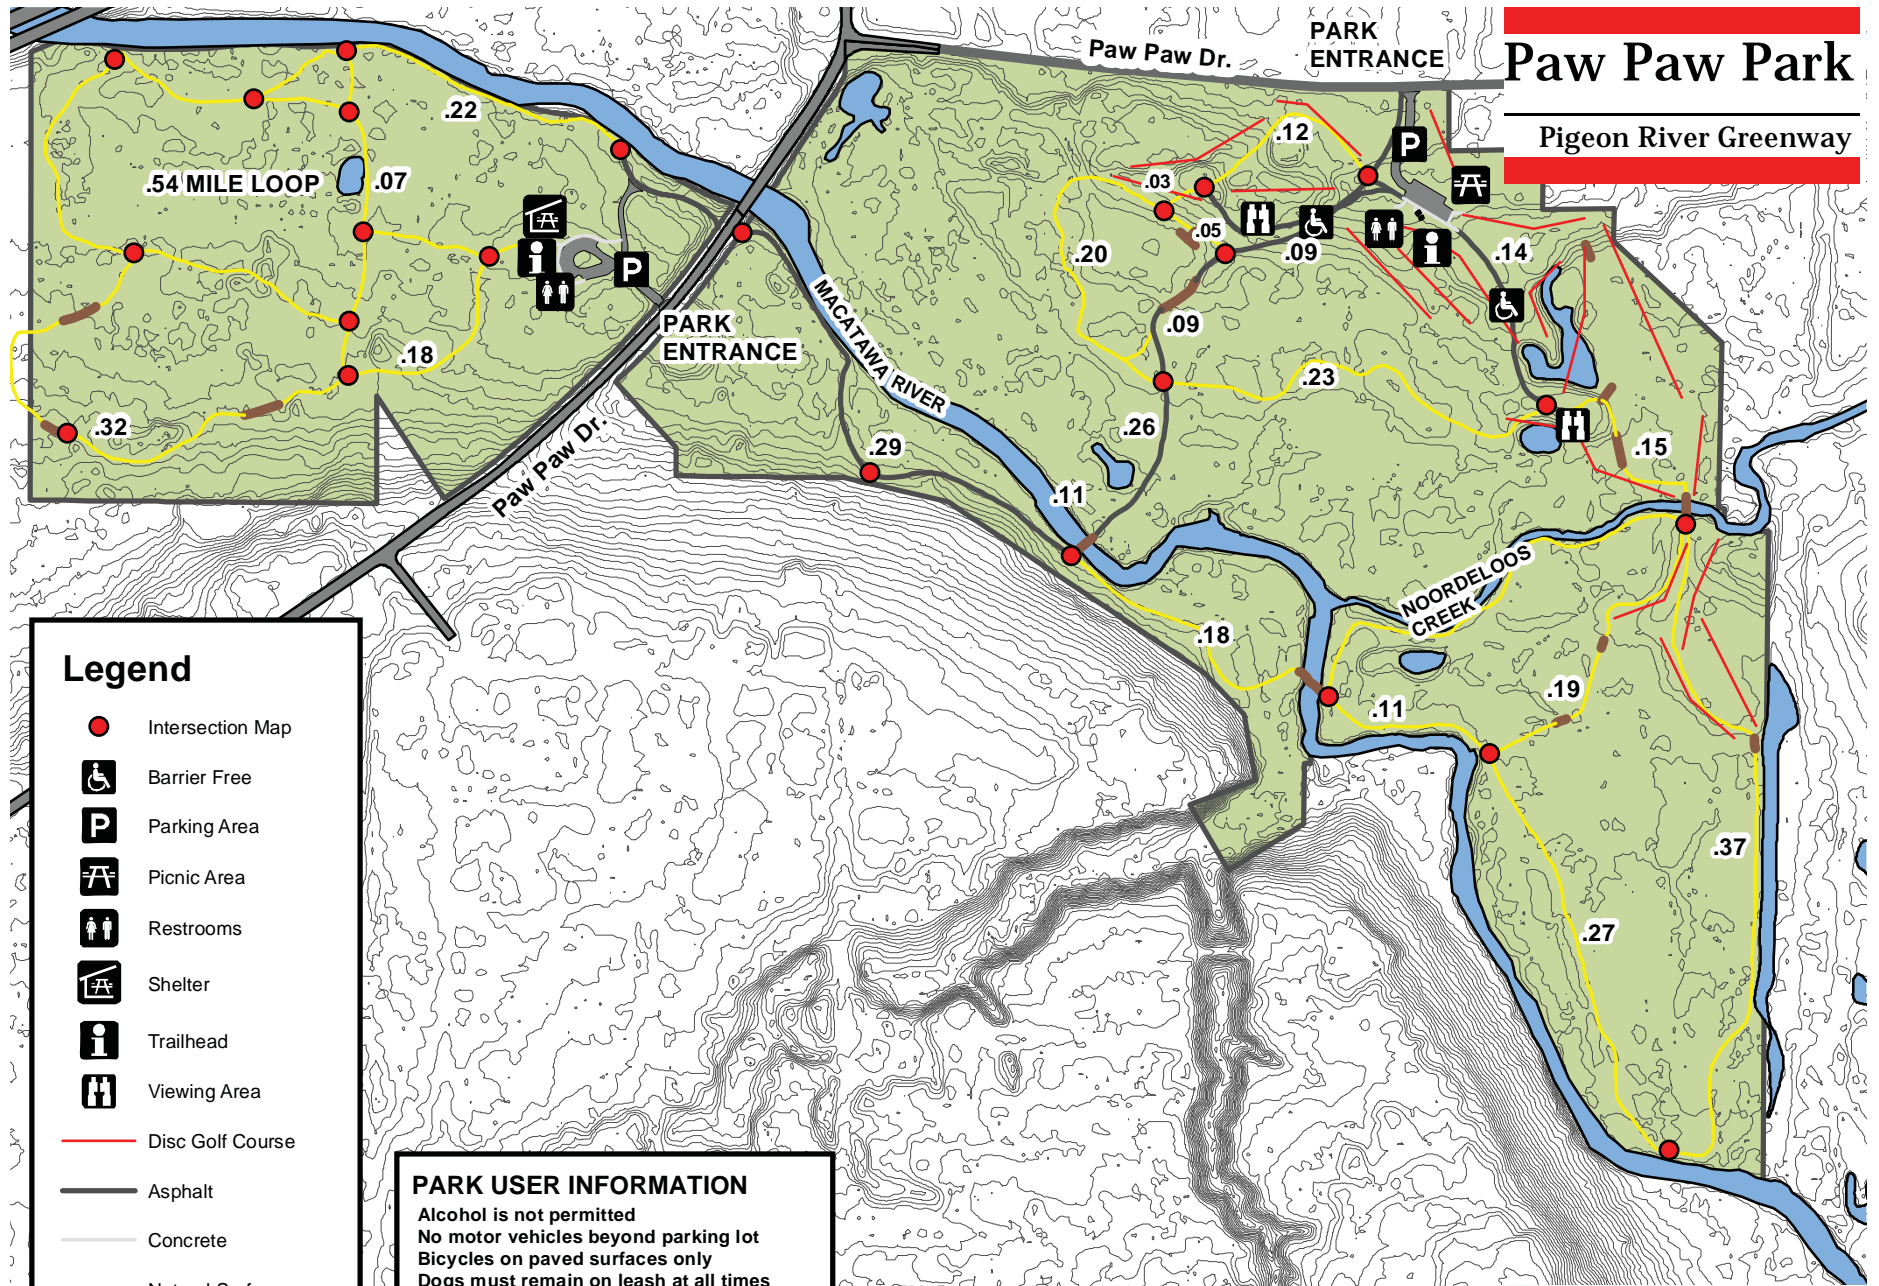 Paw Paw Park
Pigeon River Greenway
PARK
ENTRANCE
Paw Paw Dr.
.22
.12
.54 MILE LOOP
.07
.03
.05
.09
.20
.14
.09
MACATAWA RIVER
PARK
ENTRANCE
.18
.23
.32
Paw Paw Dr.
.29
.26
.15
.11
NOORDELOOS
CREEK
.18
.19
.11
.37
.27
P
P
Legend
Intersection Map
Barrier Free
P Parking Area
Picnic Area
Restrooms
Shelter
Trailhead
Viewing Area
Disc Golf Course
Asphalt
Concrete
PARK USER INFORMATION
Alcohol is not permitted
No motor vehicles beyond parking lot
Bicycles on paved surfaces only
Dogs must remain on leash at all times